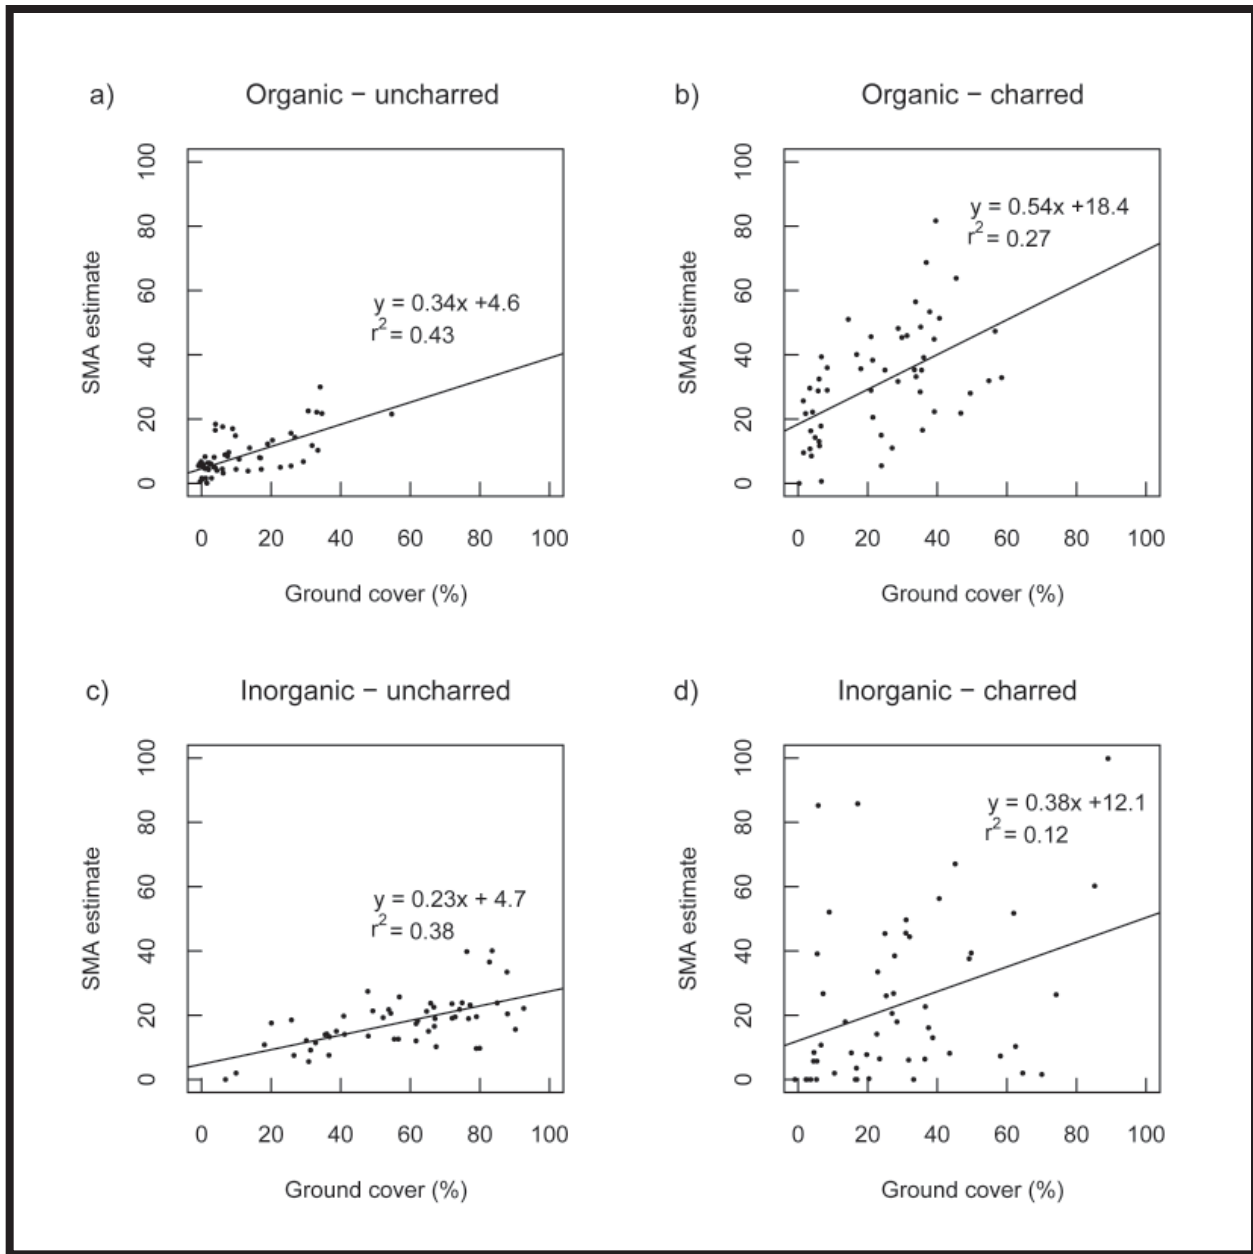 a) Organic − uncharred
SMA estimate
100
80
60
40
20
0
y = 0.34x +4.6
r² = 0.43
0 20 40 60 80 100
Ground cover (%)
b) Organic − charred
SMA estimate
100
80
60
40
20
0
y = 0.54x +18.4
r² = 0.27
0 20 40 60 80 100
Ground cover (%)
c) Inorganic − uncharred
SMA estimate
100
80
60
40
20
0
y = 0.23x + 4.7
r² = 0.38
0 20 40 60 80 100
Ground cover (%)
d) Inorganic − charred
SMA estimate
100
80
60
40
20
0
y = 0.38x +12.1
r² = 0.12
0 20 40 60 80 100
Ground cover (%)